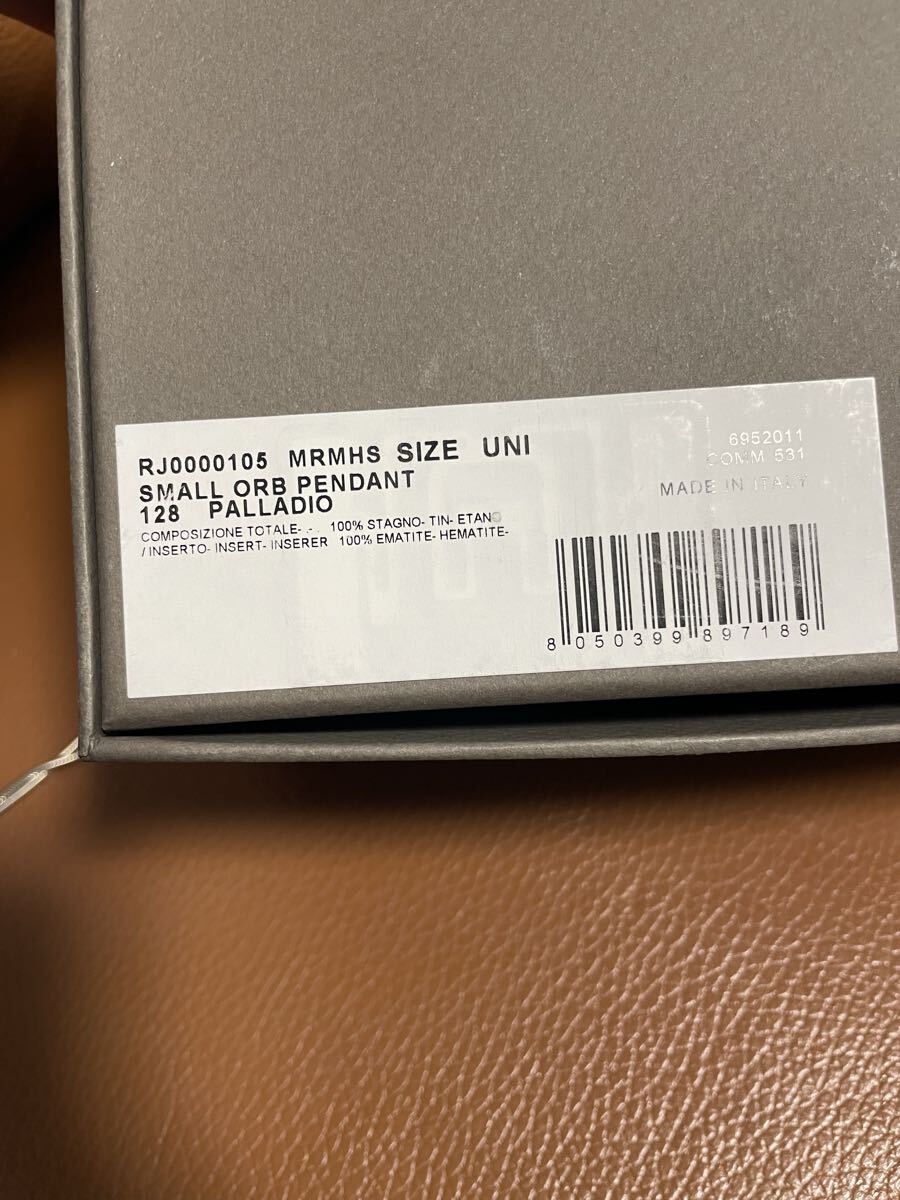 RJ0000105 MRMHS SIZE UNI
SMALL ORB PENDANT
128 PALLADIO
COMPOSIZIONE TOTALE- - . 100% STAGNO- TIN- ETANO
/ INSERTO- INSERT- INSERER 100% EMATITE- HEMATITE-
6952011
COMM 531
MADE IN ITALY
8 050399 897189